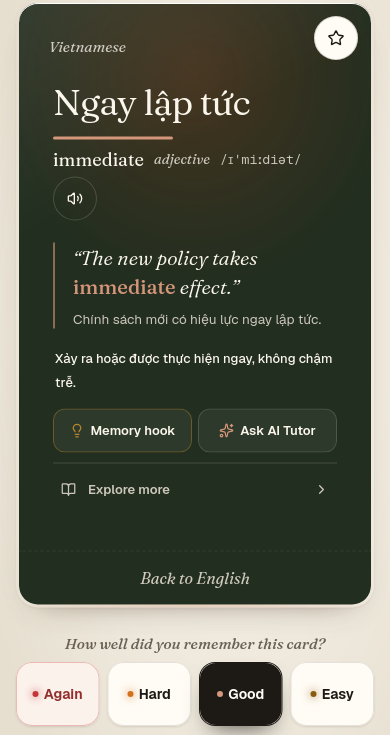 Vietnamese
Ngay lập tức
immediate adjective /ɪˈmiːdiət/
“The new policy takes
immediate effect.”
Chính sách mới có hiệu lực ngay lập tức.
Xảy ra hoặc được thực hiện ngay, không chậm
trễ.
Memory hook Ask AI Tutor
Explore more
Back to English
How well did you remember this card?
Again Hard Good Easy